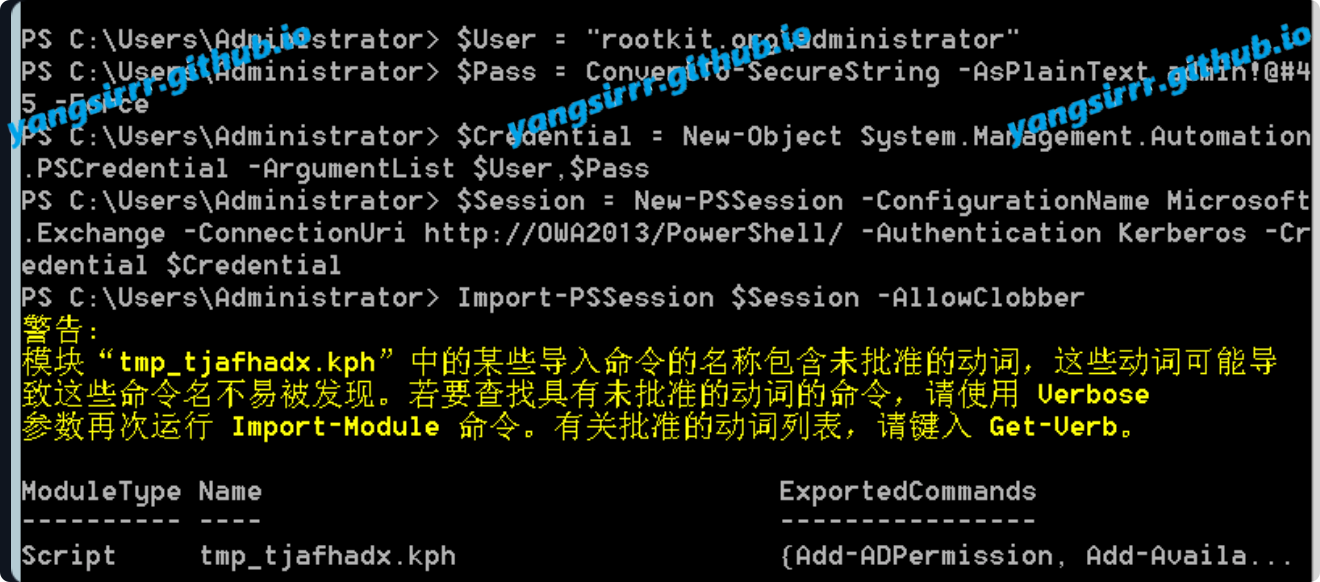 PS C:\Users\Administrator> $User = "rootkit.org\administrator"
PS C:\Users\Administrator> $Pass = ConvertTo-SecureString -AsPlainText admin!@#4
5 -Force
PS C:\Users\Administrator> $Credential = New-Object System.Management.Automation
.PSCredential -ArgumentList $User,$Pass
PS C:\Users\Administrator> $Session = New-PSSession -ConfigurationName Microsoft
.Exchange -ConnectionUri http://OWA2013/PowerShell/ -Authentication Kerberos -Cr
edential $Credential
PS C:\Users\Administrator> Import-PSSession $Session -AllowClobber
警告:
模块“tmp_tjafhadx.kph”中的某些导入命令的名称包含未批准的动词，这些动词可能导
致这些命令名不易被发现。若要查找具有未批准的动词的命令，请使用 Verbose
参数再次运行 Import-Module 命令。有关批准的动词列表，请键入 Get-Verb。
ModuleType Name ExportedCommands
---------- ---- ----------------
Script tmp_tjafhadx.kph {Add-ADPermission, Add-Availa...
yangsirrr.github.io
yangsirrr.github.io
yangsirrr.github.io